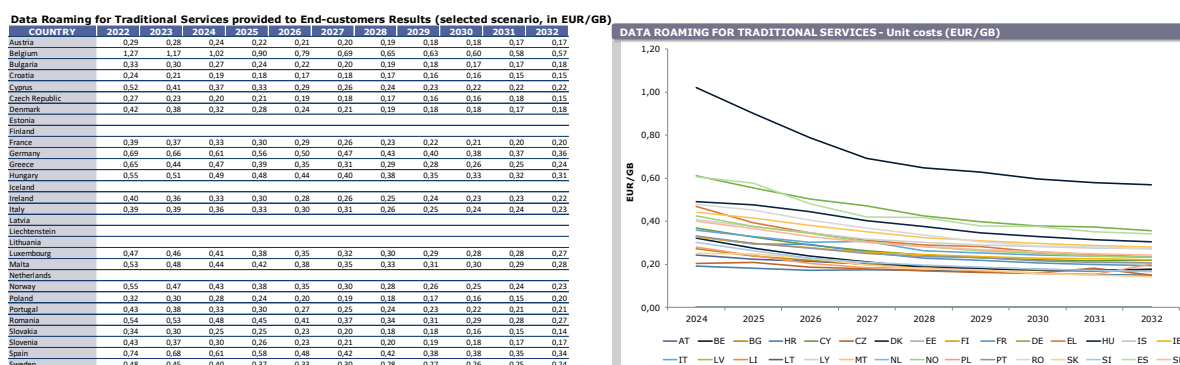 Data Roaming for Traditional Services provided to End-customers Results (selected scenario, in EUR/GB)
COUNTRY 2022 2023 2024 2025 2026 2027 2028 2029 2030 2031 2032
Austria 0,29 0,28 0,24 0,22 0,21 0,20 0,19 0,18 0,18 0,17 0,17
Belgium 1,27 1,17 1,02 0,90 0,79 0,69 0,65 0,63 0,60 0,58 0,57
Bulgaria 0,33 0,30 0,27 0,24 0,22 0,20 0,19 0,18 0,17 0,17 0,18
Croatia 0,24 0,21 0,19 0,18 0,17 0,18 0,17 0,16 0,16 0,15 0,15
Cyprus 0,52 0,41 0,37 0,33 0,29 0,26 0,24 0,23 0,22 0,22 0,22
Czech Republic 0,27 0,23 0,20 0,21 0,19 0,18 0,17 0,16 0,16 0,18 0,15
Denmark 0,42 0,38 0,32 0,28 0,24 0,21 0,19 0,18 0,18 0,17 0,18
Estonia
Finland
France 0,39 0,37 0,33 0,30 0,29 0,26 0,23 0,22 0,21 0,20 0,20
Germany 0,69 0,66 0,61 0,56 0,50 0,47 0,43 0,40 0,38 0,37 0,36
Greece 0,65 0,44 0,47 0,39 0,35 0,31 0,29 0,28 0,26 0,25 0,24
Hungary 0,55 0,51 0,49 0,48 0,44 0,40 0,38 0,35 0,33 0,32 0,31
Iceland
Ireland 0,40 0,36 0,33 0,30 0,28 0,26 0,25 0,24 0,23 0,23 0,22
Italy 0,39 0,39 0,36 0,33 0,30 0,31 0,26 0,25 0,24 0,24 0,23
Latvia
Liechtenstein
Lithuania
Luxembourg 0,47 0,46 0,41 0,38 0,35 0,32 0,30 0,29 0,28 0,28 0,27
Malta 0,53 0,48 0,44 0,42 0,38 0,35 0,33 0,31 0,30 0,29 0,28
Netherlands
Norway 0,55 0,47 0,43 0,38 0,35 0,30 0,28 0,26 0,25 0,24 0,23
Poland 0,32 0,30 0,28 0,24 0,20 0,19 0,18 0,17 0,16 0,15 0,20
Portugal 0,43 0,38 0,33 0,30 0,27 0,25 0,24 0,23 0,22 0,21 0,21
Romania 0,54 0,53 0,48 0,45 0,41 0,37 0,34 0,31 0,29 0,28 0,27
Slovakia 0,34 0,30 0,25 0,25 0,23 0,20 0,18 0,18 0,16 0,15 0,14
Slovenia 0,43 0,37 0,30 0,26 0,23 0,21 0,20 0,19 0,18 0,17 0,17
Spain 0,74 0,68 0,61 0,58 0,48 0,42 0,42 0,38 0,38 0,35 0,34
Sweden 0,48 0,45 0,40 0,37 0,33 0,30 0,28 0,27 0,26 0,25 0,24
DATA ROAMING FOR TRADITIONAL SERVICES - Unit costs (EUR/GB)
1,20
1,00
0,80
0,60
0,40
0,20
0,00
EUR/GB
2024 2025 2026 2027 2028 2029 2030 2031 2032
AT BE BG HR CY CZ DK EE FI FR DE EL HU IS IE
IT LV LI LT LY MT NL NO PL PT RO SK SI ES